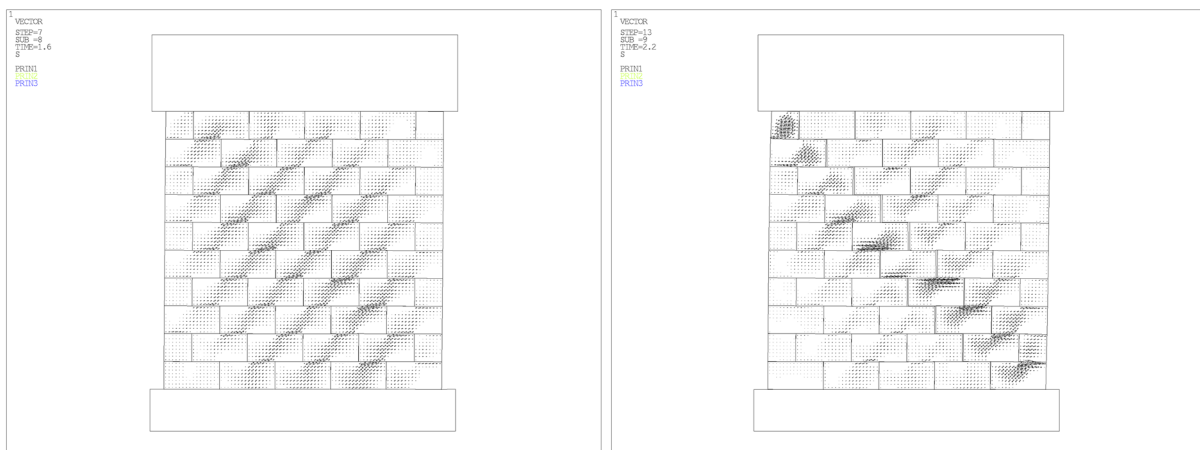 1
VECTOR
STEP=7
SUB =8
TIME=1.6
S
PRIN1
PRIN3
1
VECTOR
STEP=13
SUB =9
TIME=2.2
S
PRIN1
PRIN3